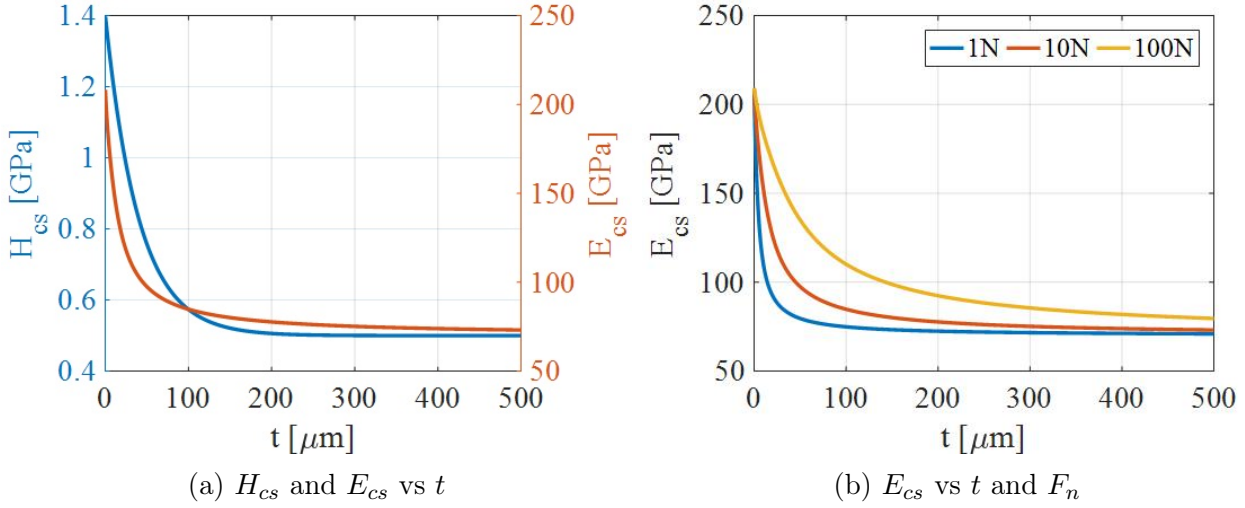 1.4
1.2
1
0.8
0.6
0.4
H_cs [GPa]
250
200
150
100
50
E_cs [GPa]
0 100 200 300 400 500
t [μm]
(a) H_cs and E_cs vs t
1N 10N 100N
250
200
150
100
50
E_cs [GPa]
0 100 200 300 400 500
t [μm]
(b) E_cs vs t and F_n